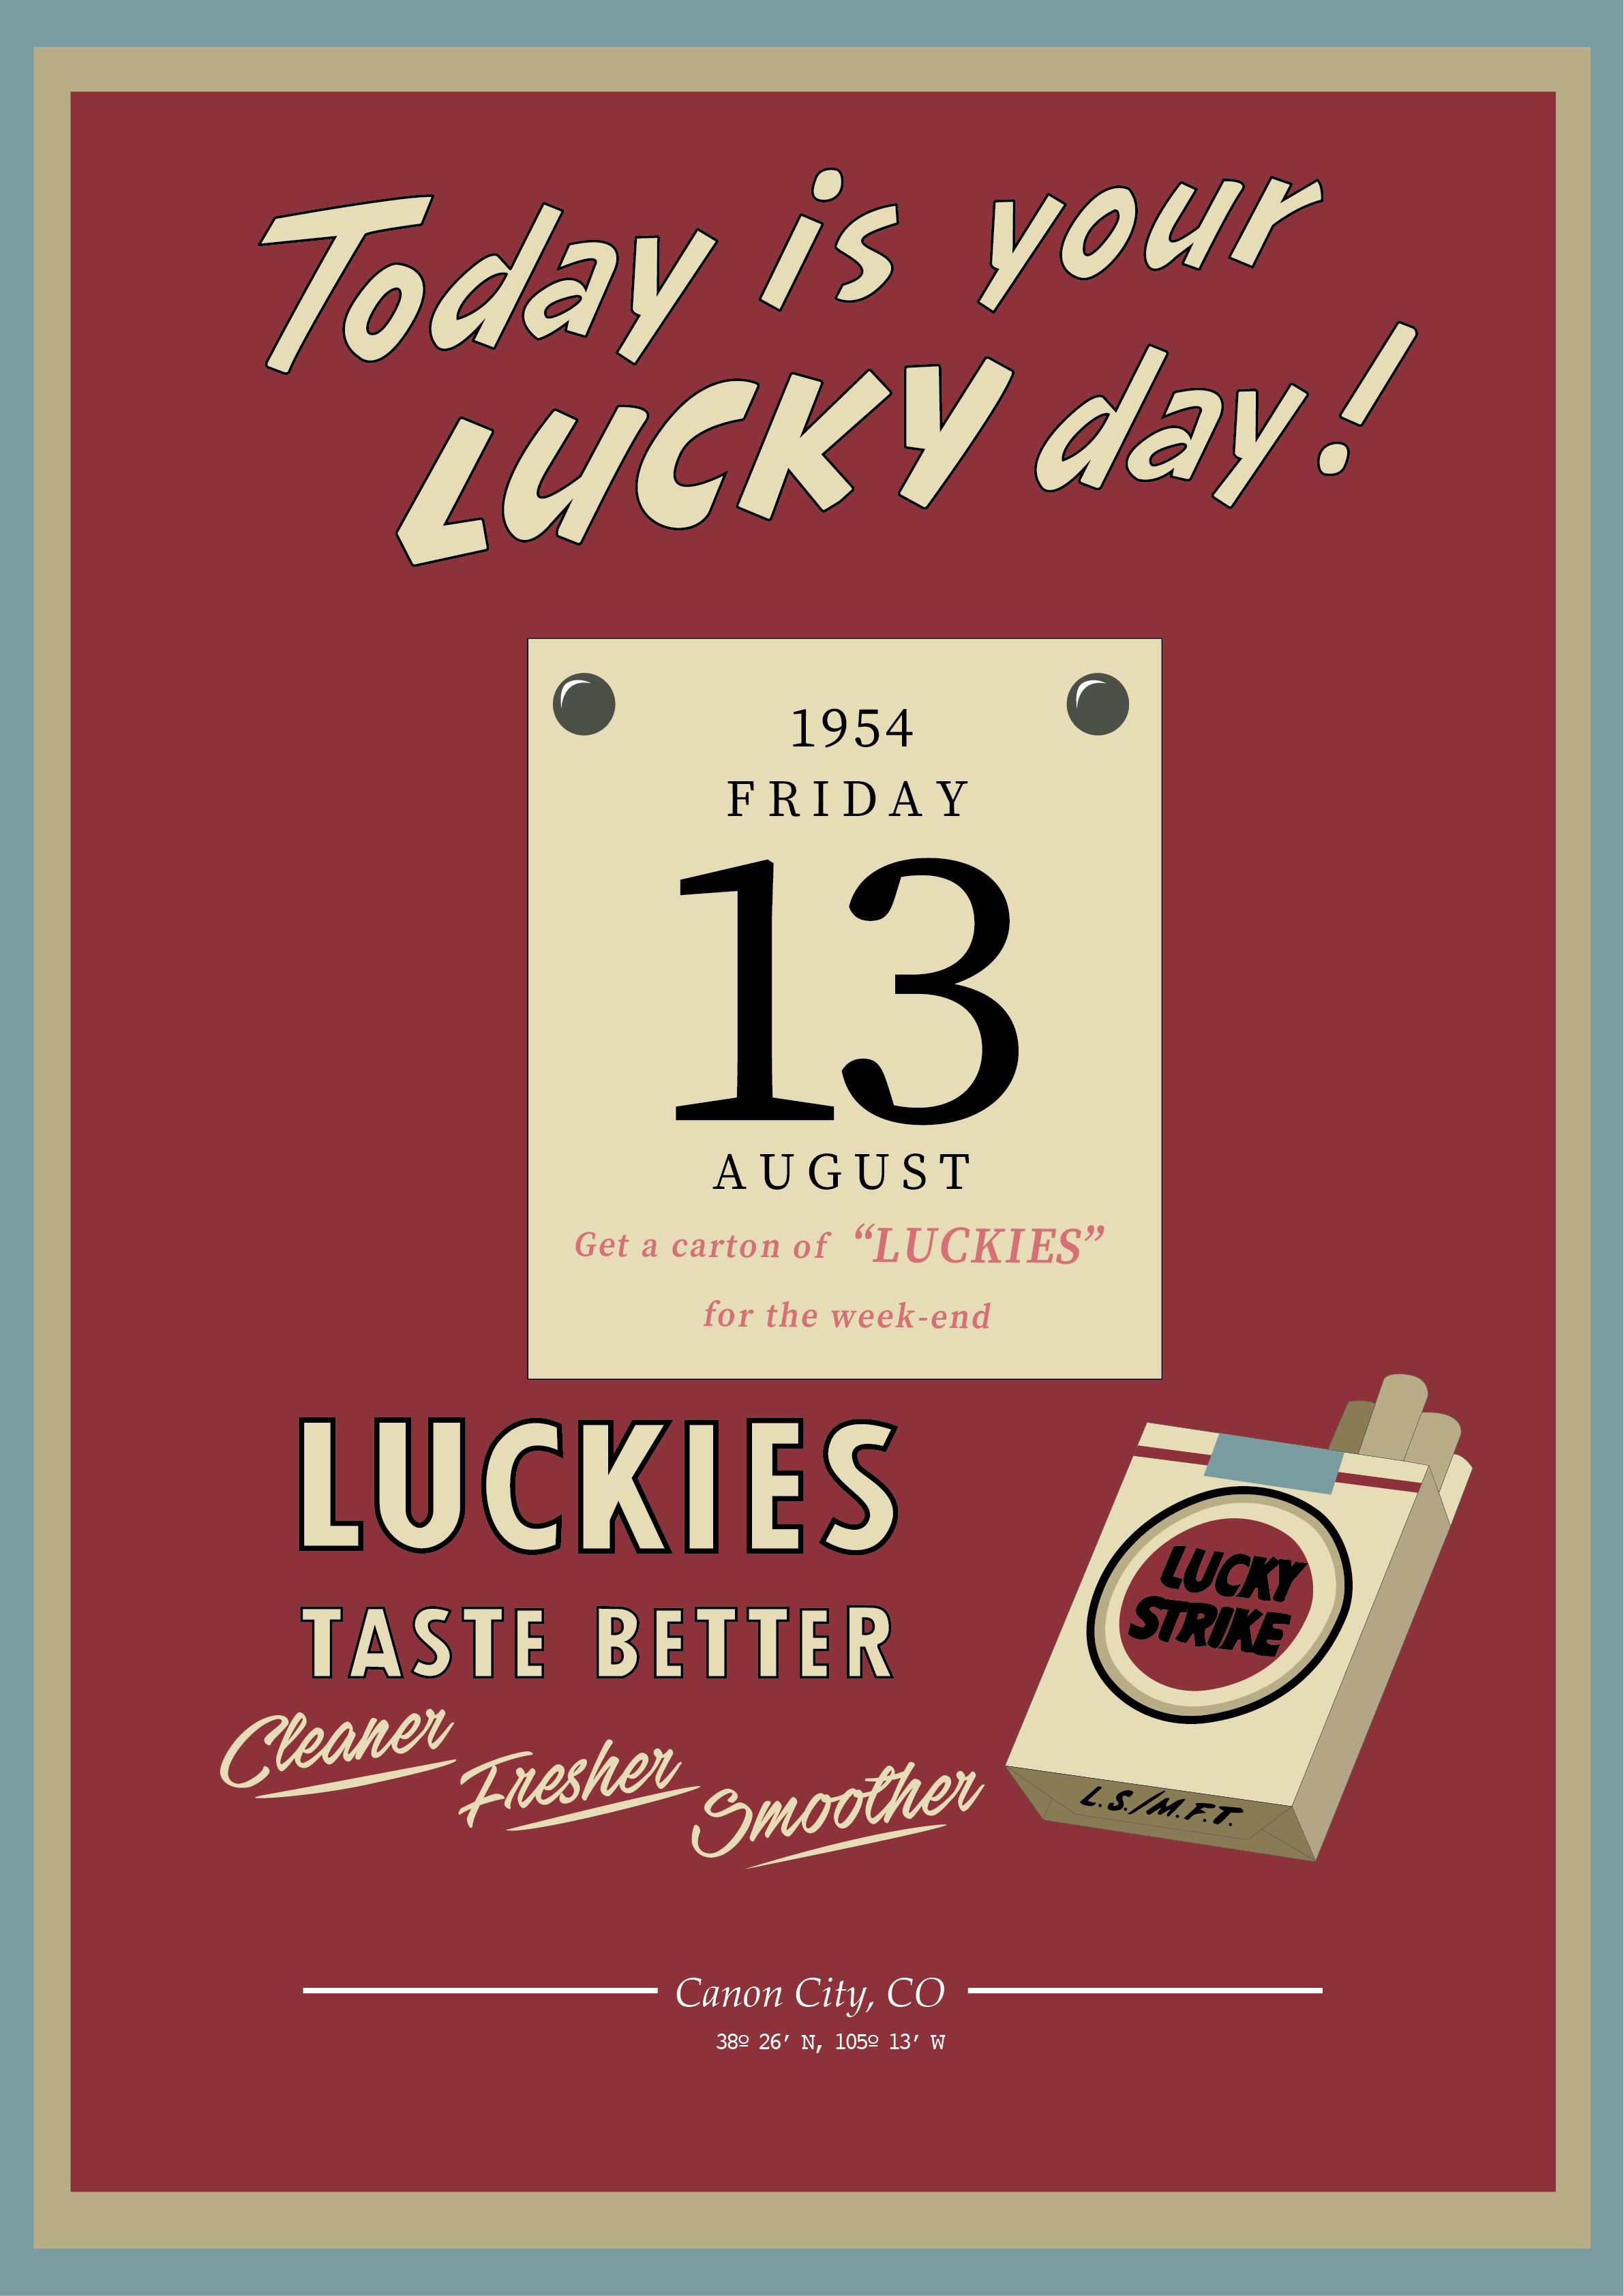 Today is your
LUCKY day!
1954
FRIDAY
13
AUGUST
Get a carton of “LUCKIES”
for the week-end
LUCKIES
TASTE BETTER
Cleaner
Fresher
Smoother
LUCKY
STRIKE
L.S./M.F.T.
Canon City, CO
38º 26’ N, 105º 13’ W